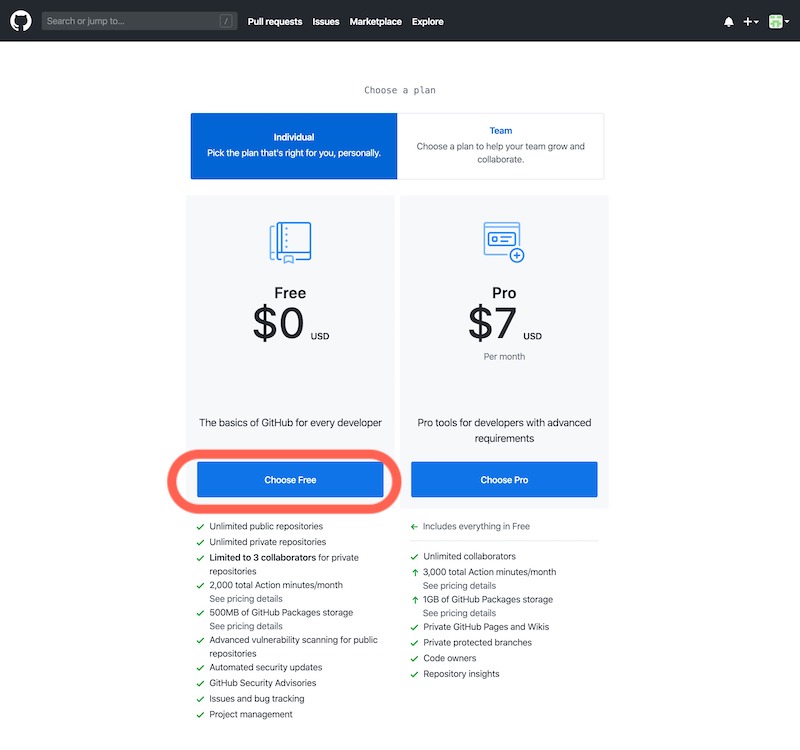 Search or jump to...
/
Pull requests Issues Marketplace Explore
Choose a plan
Individual
Pick the plan that's right for you, personally.
Team
Choose a plan to help your team grow and
collaborate.
Free
$0 USD
The basics of GitHub for every developer
Choose Free
Unlimited public repositories
Unlimited private repositories
Limited to 3 collaborators for private
repositories
2,000 total Action minutes/month
See pricing details
500MB of GitHub Packages storage
See pricing details
Advanced vulnerability scanning for public
repositories
Automated security updates
GitHub Security Advisories
Issues and bug tracking
Project management
Pro
$7 USD
Per month
Pro tools for developers with advanced
requirements
Choose Pro
Includes everything in Free
Unlimited collaborators
3,000 total Action minutes/month
See pricing details
1GB of GitHub Packages storage
See pricing details
Private GitHub Pages and Wikis
Private protected branches
Code owners
Repository insights